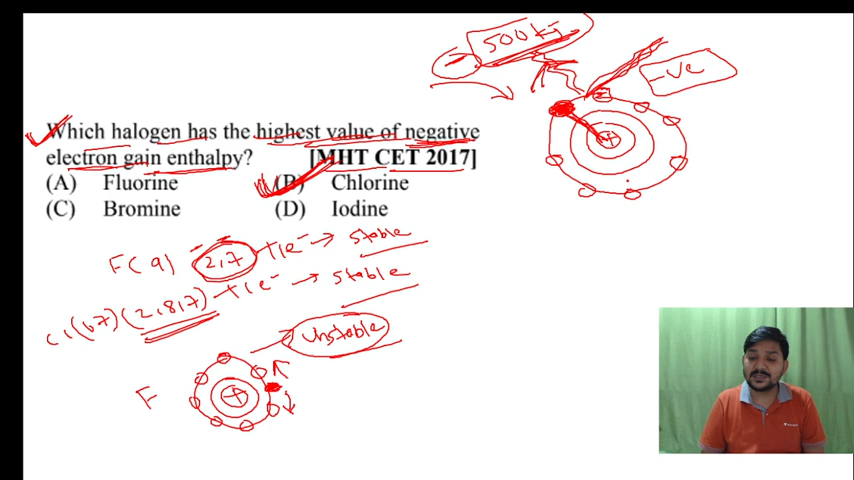 500 kJ
-ve
Which halogen has the highest value of negative
electron gain enthalpy? [MHT CET 2017]
(A) Fluorine (B) Chlorine
(C) Bromine (D) Iodine
F(9) 2,7 +1e- → stable
Cl(17)(2,8,7) +1e- → stable
Unstable
F